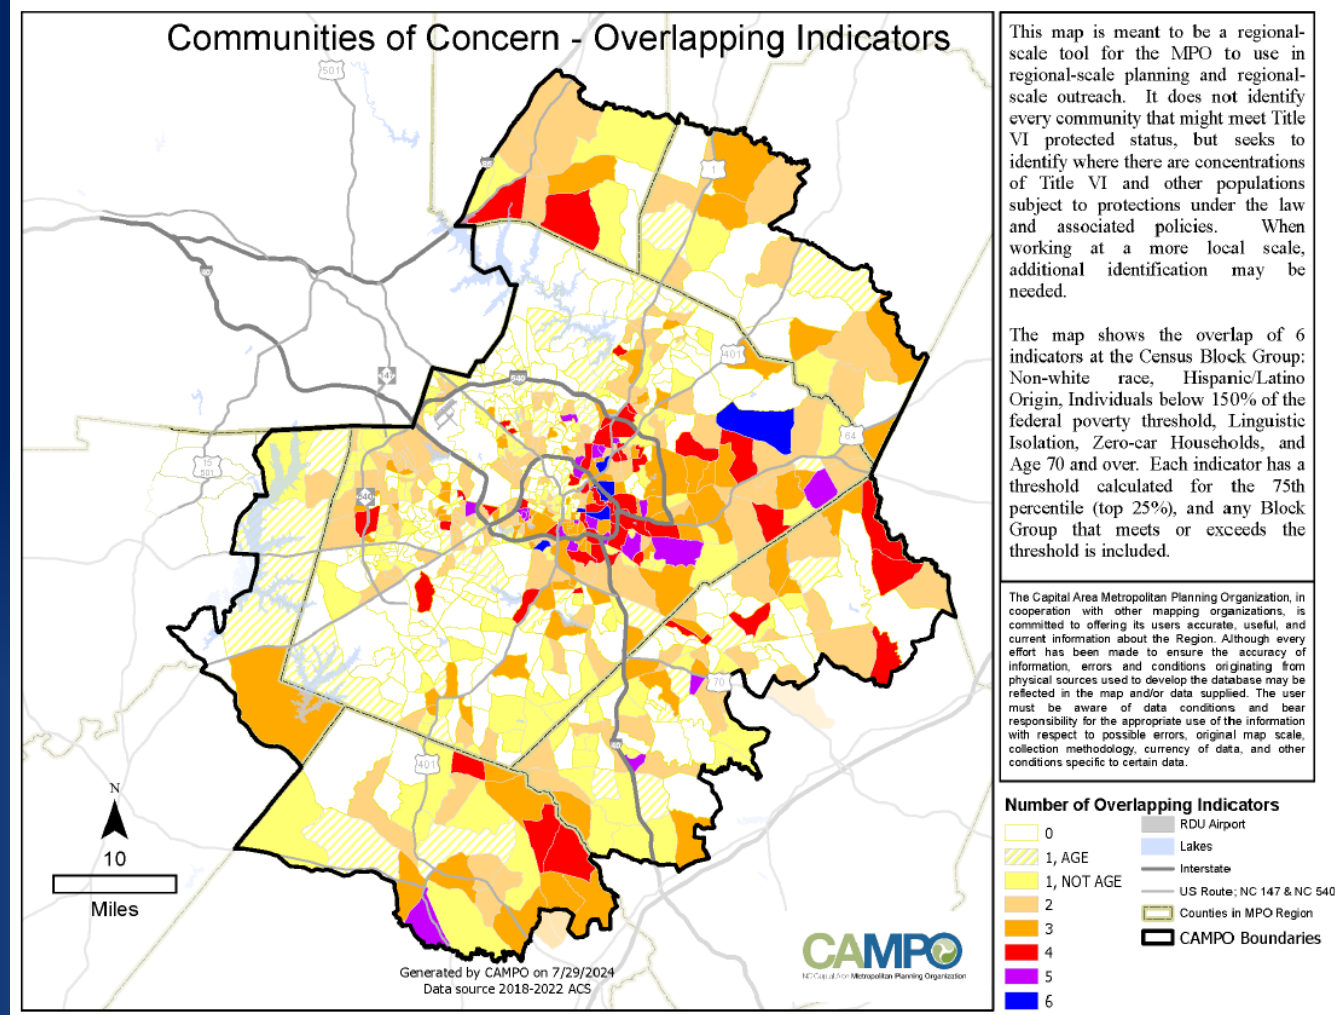 Communities of Concern - Overlapping Indicators
501
85
1
401
147
540
64
15
501
540
70
401
N
10
Miles
Generated by CAMPO on 7/29/2024
Data source 2018-2022 ACS
CAMPO
NC Capital Area Metropolitan Planning Organization
This map is meant to be a regional-
scale tool for the MPO to use in
regional-scale planning and regional-
scale outreach. It does not identify
every community that might meet Title
VI protected status, but seeks to
identify where there are concentrations
of Title VI and other populations
subject to protections under the law
and associated policies. When
working at a more local scale,
additional identification may be
needed.
The map shows the overlap of 6
indicators at the Census Block Group:
Non-white race, Hispanic/Latino
Origin, Individuals below 150% of the
federal poverty threshold, Linguistic
Isolation, Zero-car Households, and
Age 70 and over. Each indicator has a
threshold calculated for the 75th
percentile (top 25%), and any Block
Group that meets or exceeds the
threshold is included.
The Capital Area Metropolitan Planning Organization, in
cooperation with other mapping organizations, is
committed to offering its users accurate, useful, and
current information about the Region. Although every
effort has been made to ensure the accuracy of
information, errors and conditions originating from
physical sources used to develop the database may be
reflected in the map and/or data supplied. The user
must be aware of data conditions and bear
responsibility for the appropriate use of the information
with respect to possible errors, original map scale,
collection methodology, currency of data, and other
conditions specific to certain data.
Number of Overlapping Indicators
0
1, AGE
1, NOT AGE
2
3
4
5
6
RDU Airport
Lakes
Interstate
US Route; NC 147 & NC 540
Counties in MPO Region
CAMPO Boundaries